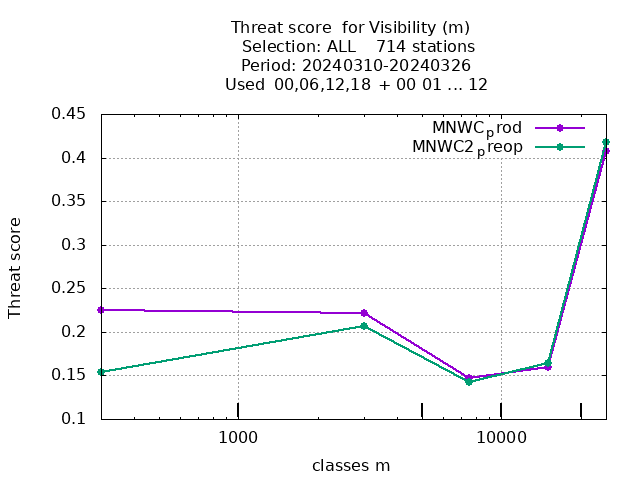 Threat score  for Visibility (m)
Selection: ALL    714 stations
Period: 20240310-20240326
Used  00,06,12,18 + 00 01 ... 12
MNWCprod
MNWC2preop
0.45
0.4
0.35
0.3
0.25
0.2
0.15
0.1
Threat score
1000
10000
classes m